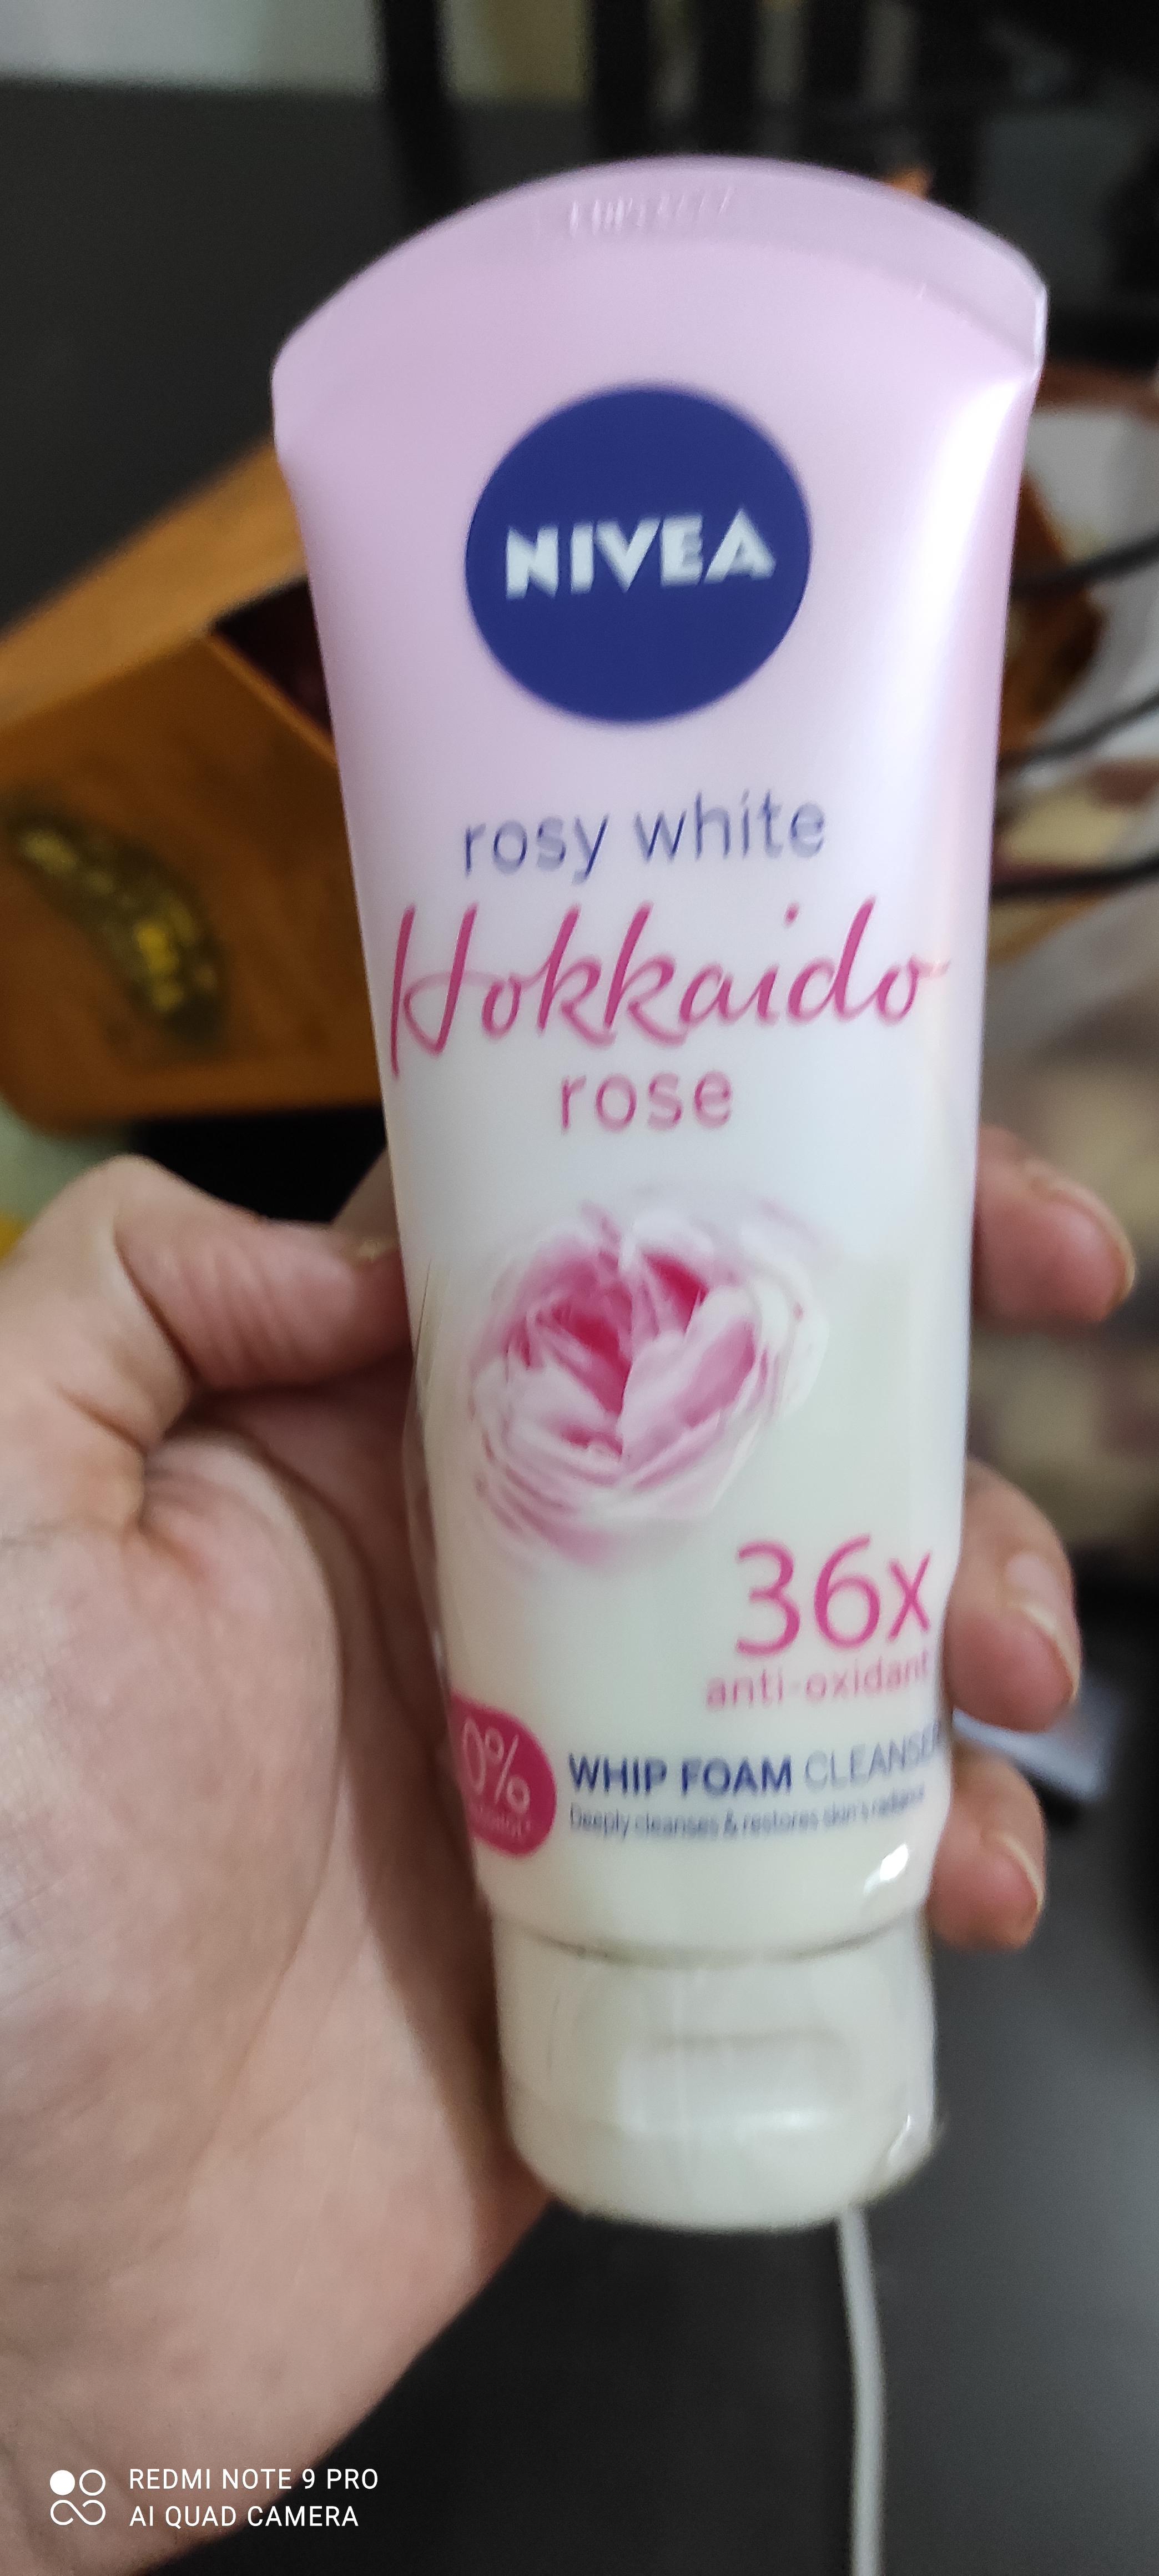 NIVEA
rosy white
Hokkaido
rose
36x
anti-oxidant
0%
WHIP FOAM CLEANSER
Deeply cleanses & restores skin's radiance
REDMI NOTE 9 PRO
AI QUAD CAMERA